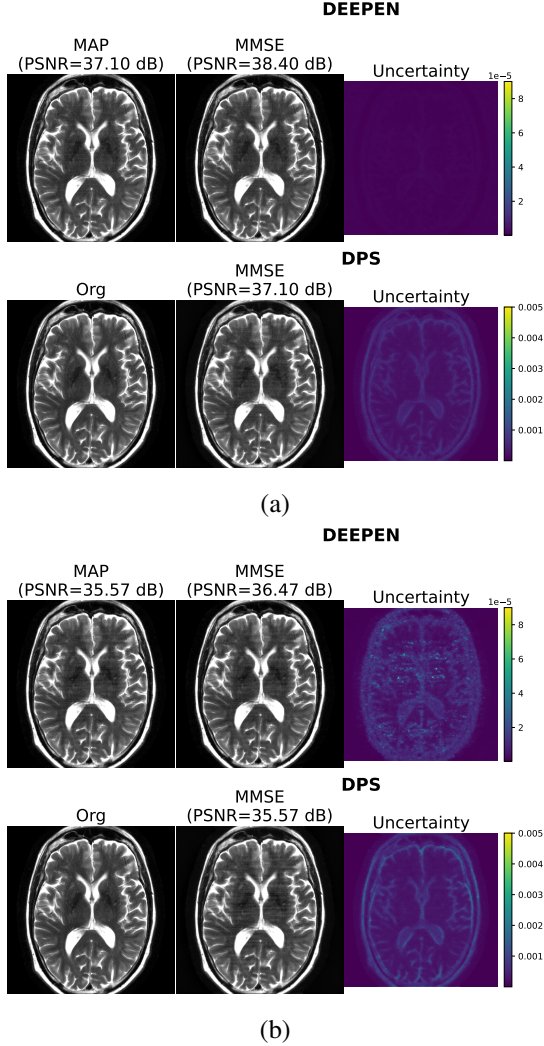 DEEPEN
MAP
(PSNR=37.10 dB)
MMSE
(PSNR=38.40 dB)
Uncertainty
1e−5
8
6
4
2
DPS
Org
MMSE
(PSNR=37.10 dB)
Uncertainty
0.005
0.004
0.003
0.002
0.001
(a)
DEEPEN
MAP
(PSNR=35.57 dB)
MMSE
(PSNR=36.47 dB)
Uncertainty
1e−5
8
6
4
2
DPS
Org
MMSE
(PSNR=35.57 dB)
Uncertainty
0.005
0.004
0.003
0.002
0.001
(b)